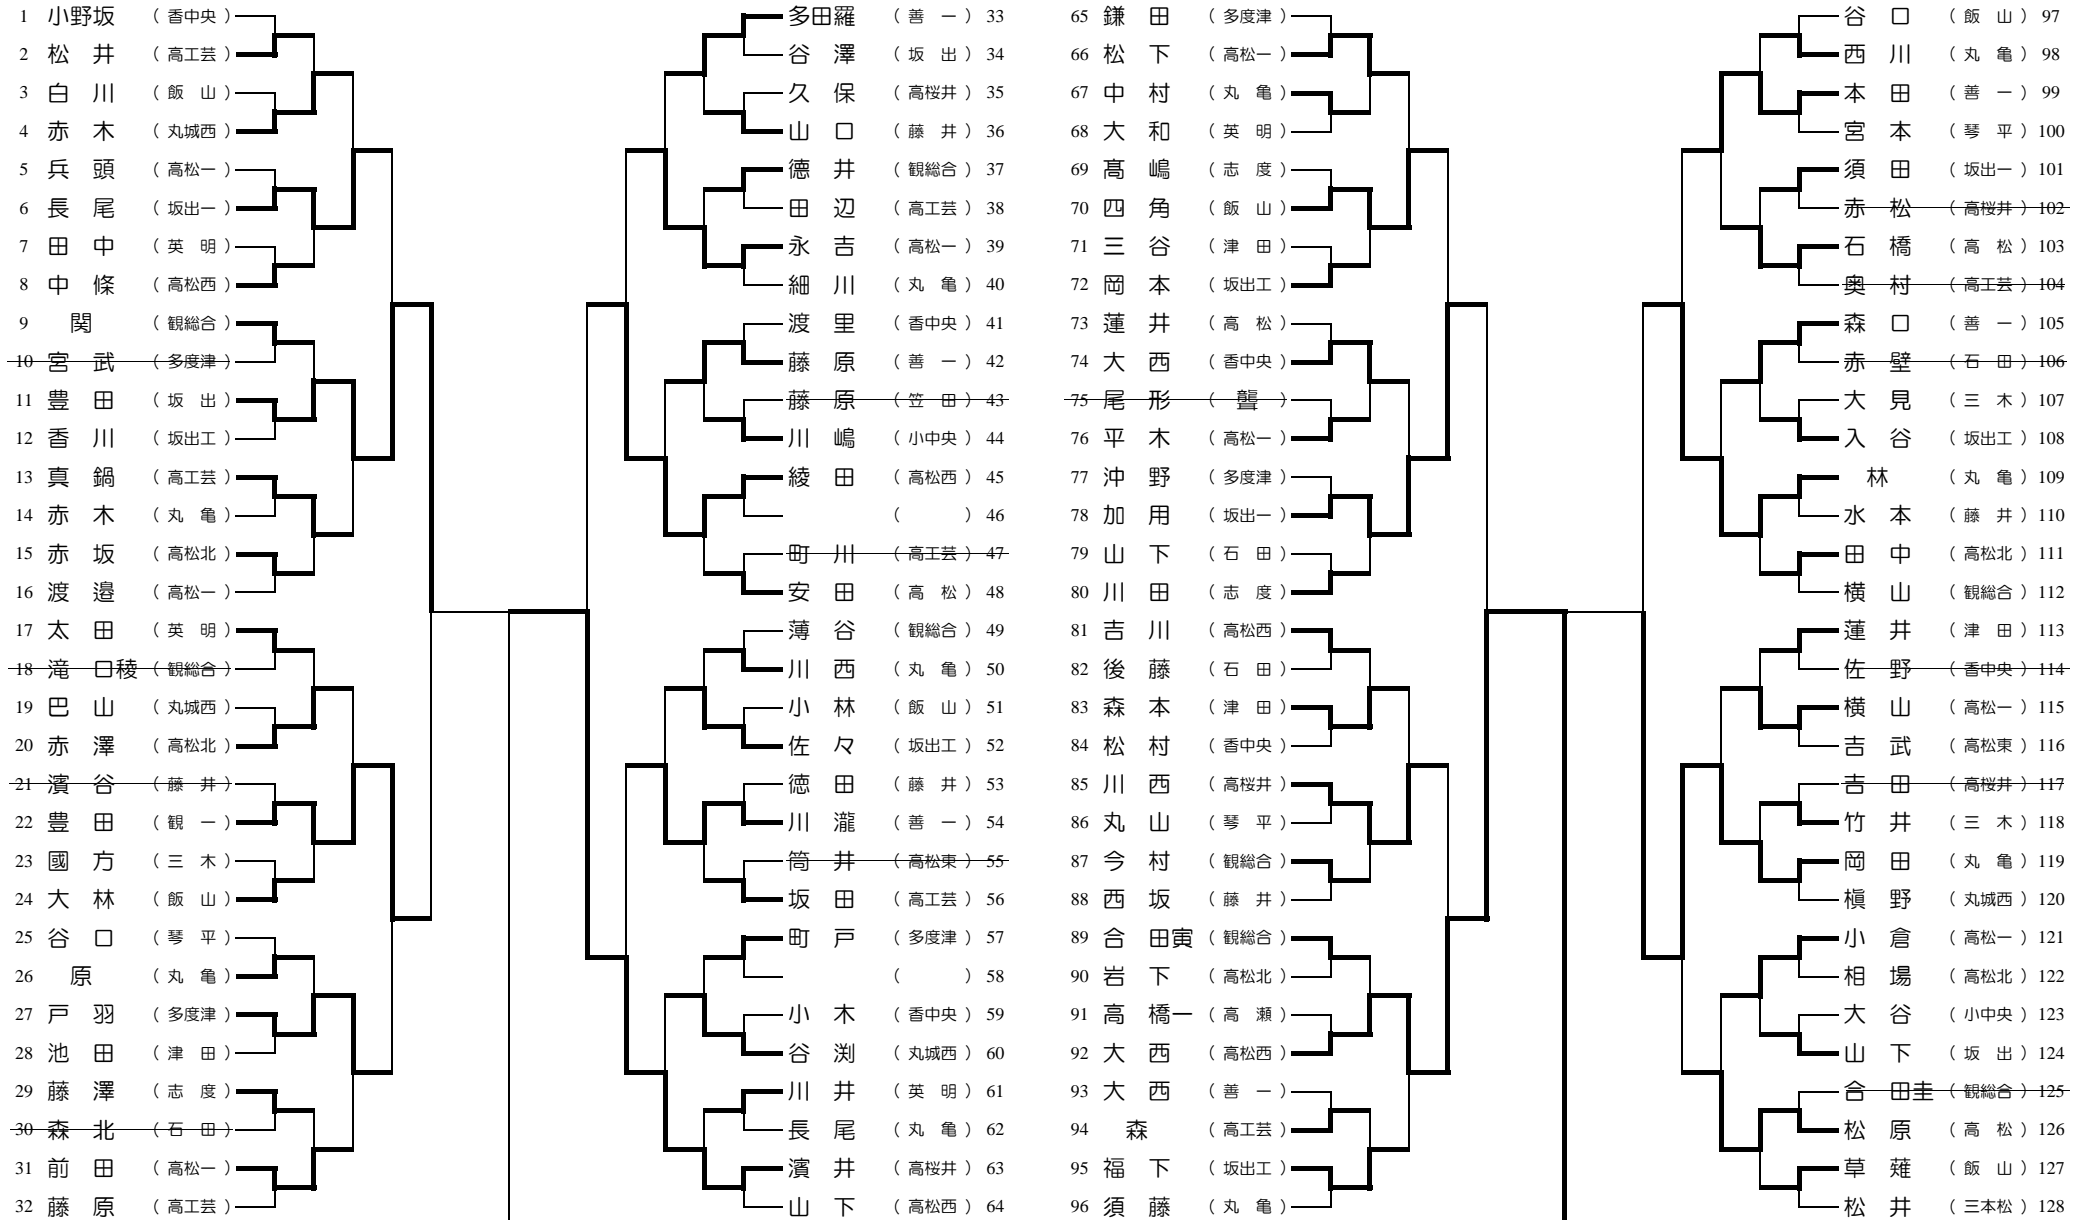 1 小野坂 （ 香中央 ）
2 松 井 （ 高工芸 ）
3 白 川 （ 飯 山 ）
4 赤 木 （ 丸城西 ）
5 兵 頭 （ 高松一 ）
6 長 尾 （ 坂出一 ）
7 田 中 （ 英 明 ）
8 中 條 （ 高松西 ）
9 関 （ 観総合 ）
10 宮 武 （ 多度津 ）
11 豊 田 （ 坂 出 ）
12 香 川 （ 坂出工 ）
13 真 鍋 （ 高工芸 ）
14 赤 木 （ 丸 亀 ）
15 赤 坂 （ 高松北 ）
16 渡 邉 （ 高松一 ）
17 太 田 （ 英 明 ）
18 滝 口稜 （ 観総合 ）
19 巴 山 （ 丸城西 ）
20 赤 澤 （ 高松北 ）
21 濱 谷 （ 藤 井 ）
22 豊 田 （ 観 一 ）
23 國 方 （ 三 木 ）
24 大 林 （ 飯 山 ）
25 谷 口 （ 琴 平 ）
26 原 （ 丸 亀 ）
27 戸 羽 （ 多度津 ）
28 池 田 （ 津 田 ）
29 藤 澤 （ 志 度 ）
30 森 北 （ 石 田 ）
31 前 田 （ 高松一 ）
32 藤 原 （ 高工芸 ）
多田羅 （ 善 一 ） 33
谷 澤 （ 坂 出 ） 34
久 保 （ 高桜井 ） 35
山 口 （ 藤 井 ） 36
德 井 （ 観総合 ） 37
田 辺 （ 高工芸 ） 38
永 吉 （ 高松一 ） 39
細 川 （ 丸 亀 ） 40
渡 里 （ 香中央 ） 41
藤 原 （ 善 一 ） 42
藤 原 （ 笠 田 ） 43
川 嶋 （ 小中央 ） 44
綾 田 （ 高松西 ） 45
（ ） 46
町 川 （ 高工芸 ） 47
安 田 （ 高 松 ） 48
薄 谷 （ 観総合 ） 49
川 西 （ 丸 亀 ） 50
小 林 （ 飯 山 ） 51
佐 々 （ 坂出工 ） 52
徳 田 （ 藤 井 ） 53
川 瀧 （ 善 一 ） 54
筒 井 （ 高松東 ） 55
坂 田 （ 高工芸 ） 56
町 戸 （ 多度津 ） 57
（ ） 58
小 木 （ 香中央 ） 59
谷 渕 （ 丸城西 ） 60
川 井 （ 英 明 ） 61
長 尾 （ 丸 亀 ） 62
濱 井 （ 高桜井 ） 63
山 下 （ 高松西 ） 64
65 鎌 田 （ 多度津 ）
66 松 下 （ 高松一 ）
67 中 村 （ 丸 亀 ）
68 大 和 （ 英 明 ）
69 髙 嶋 （ 志 度 ）
70 四 角 （ 飯 山 ）
71 三 谷 （ 津 田 ）
72 岡 本 （ 坂出工 ）
73 蓮 井 （ 高 松 ）
74 大 西 （ 香中央 ）
75 尾 形 （ 聾 ）
76 平 木 （ 高松一 ）
77 沖 野 （ 多度津 ）
78 加 用 （ 坂出一 ）
79 山 下 （ 石 田 ）
80 川 田 （ 志 度 ）
81 吉 川 （ 高松西 ）
82 後 藤 （ 石 田 ）
83 森 本 （ 津 田 ）
84 松 村 （ 香中央 ）
85 川 西 （ 高桜井 ）
86 丸 山 （ 琴 平 ）
87 今 村 （ 観総合 ）
88 西 坂 （ 藤 井 ）
89 合 田寅 （ 観総合 ）
90 岩 下 （ 高松北 ）
91 高 橋一 （ 高 瀬 ）
92 大 西 （ 高松西 ）
93 大 西 （ 善 一 ）
94 森 （ 高工芸 ）
95 福 下 （ 坂出工 ）
96 須 藤 （ 丸 亀 ）
谷 口 （ 飯 山 ） 97
西 川 （ 丸 亀 ） 98
本 田 （ 善 一 ） 99
宮 本 （ 琴 平 ） 100
須 田 （ 坂出一 ） 101
赤 松 （ 高桜井 ） 102
石 橋 （ 高 松 ） 103
奥 村 （ 高工芸 ） 104
森 口 （ 善 一 ） 105
赤 壁 （ 石 田 ） 106
大 見 （ 三 木 ） 107
入 谷 （ 坂出工 ） 108
林 （ 丸 亀 ） 109
水 本 （ 藤 井 ） 110
田 中 （ 高松北 ） 111
横 山 （ 観総合 ） 112
蓮 井 （ 津 田 ） 113
佐 野 （ 香中央 ） 114
横 山 （ 高松一 ） 115
吉 武 （ 高松東 ） 116
吉 田 （ 高桜井 ） 117
竹 井 （ 三 木 ） 118
岡 田 （ 丸 亀 ） 119
槇 野 （ 丸城西 ） 120
小 倉 （ 高松一 ） 121
相 場 （ 高松北 ） 122
大 谷 （ 小中央 ） 123
山 下 （ 坂 出 ） 124
合 田圭 （ 観総合 ） 125
松 原 （ 高 松 ） 126
草 薙 （ 飯 山 ） 127
松 井 （ 三本松 ） 128